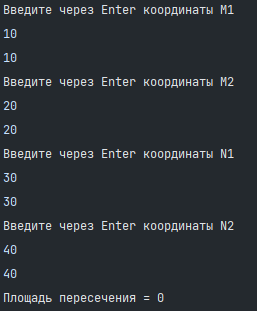 Введите через Enter координаты M1
10
10
Введите через Enter координаты M2
20
20
Введите через Enter координаты N1
30
30
Введите через Enter координаты N2
40
40
Площадь пересечения = 0